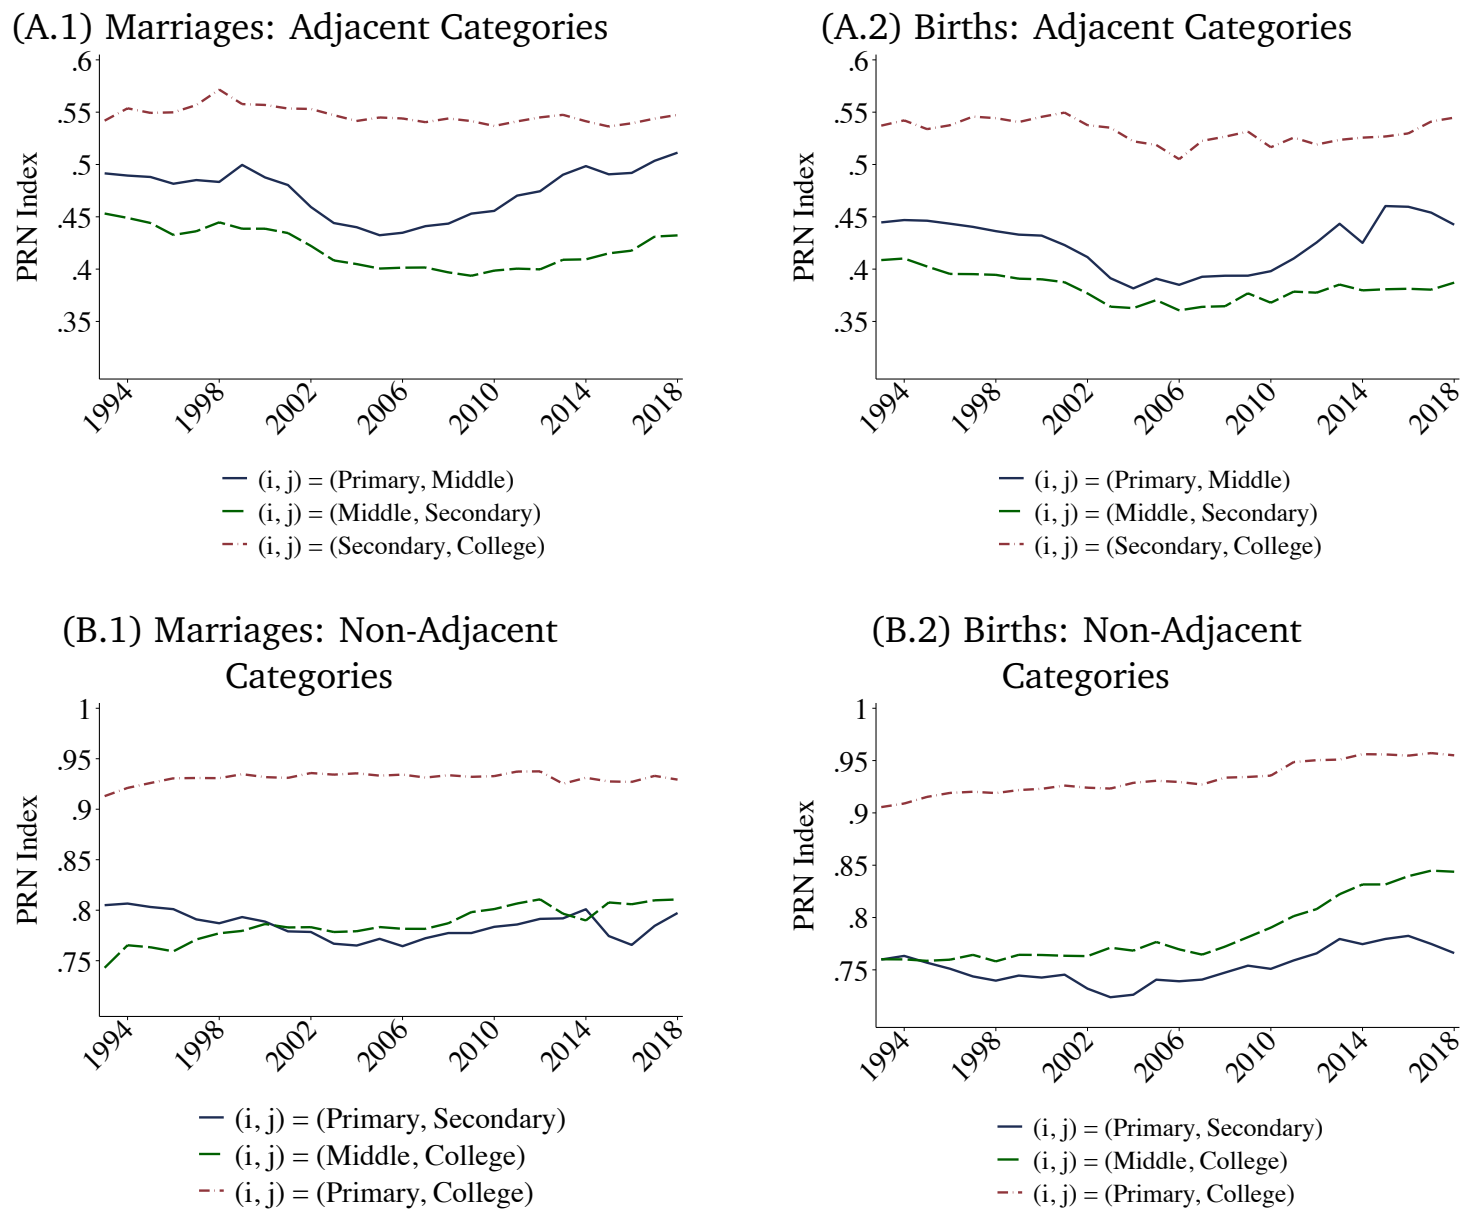 (A.1) Marriages: Adjacent Categories
PRN Index
.6
.55
.5
.45
.4
.35
1994
1998
2002
2006
2010
2014
2018
(i, j) = (Primary, Middle)
(i, j) = (Middle, Secondary)
(i, j) = (Secondary, College)
(A.2) Births: Adjacent Categories
PRN Index
.6
.55
.5
.45
.4
.35
1994
1998
2002
2006
2010
2014
2018
(i, j) = (Primary, Middle)
(i, j) = (Middle, Secondary)
(i, j) = (Secondary, College)
(B.1) Marriages: Non-Adjacent
Categories
PRN Index
1
.95
.9
.85
.8
.75
1994
1998
2002
2006
2010
2014
2018
(i, j) = (Primary, Secondary)
(i, j) = (Middle, College)
(i, j) = (Primary, College)
(B.2) Births: Non-Adjacent
Categories
PRN Index
1
.95
.9
.85
.8
.75
1994
1998
2002
2006
2010
2014
2018
(i, j) = (Primary, Secondary)
(i, j) = (Middle, College)
(i, j) = (Primary, College)